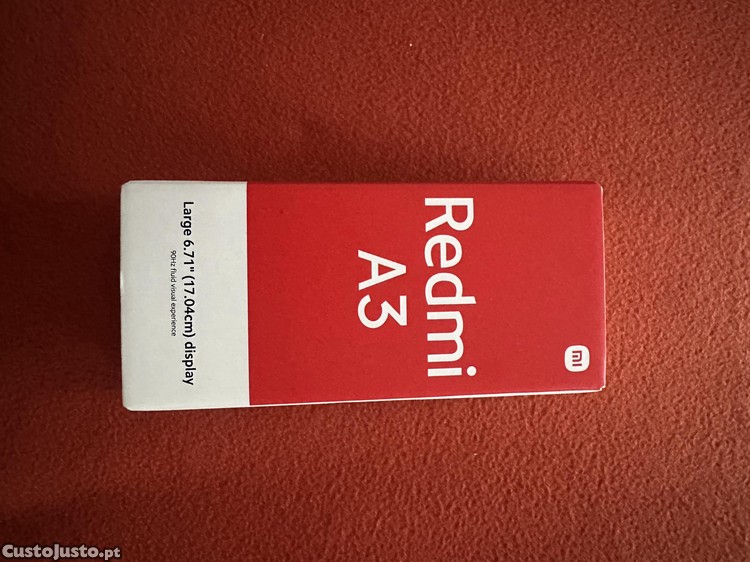 Redmi
A3
mi
Large 6.71" (17.04cm) display
90Hz fluid visual experience
CustoJusto.pt